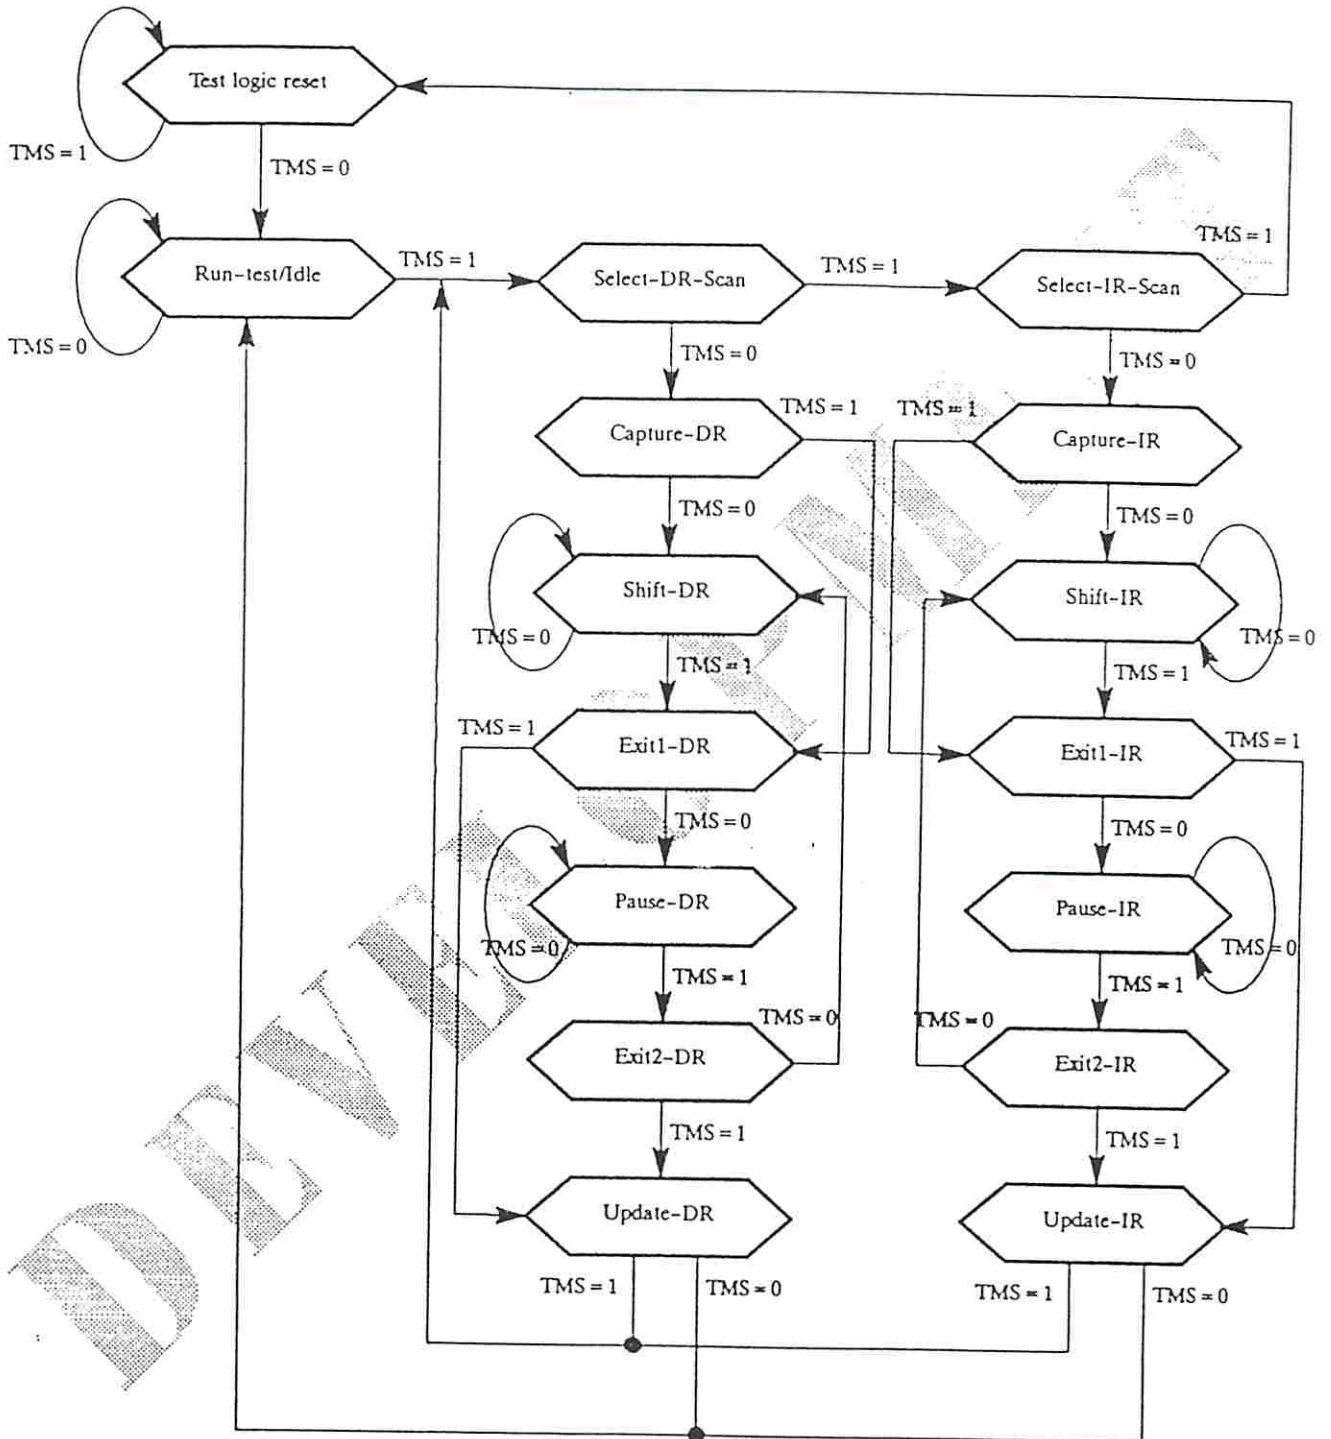 Test logic reset
TMS = 1
TMS = 0
TMS = 1
Run-test/Idle
TMS = 1
Select-DR-Scan
TMS = 1
Select-IR-Scan
TMS = 0
TMS = 0
TMS = 0
TMS = 1
TMS = 1
Capture-DR
Capture-IR
TMS = 0
TMS = 0
Shift-DR
Shift-IR
TMS = 0
TMS = 0
TMS = 1
TMS = 1
TMS = 1
Exit1-DR
Exit1-IR
TMS = 1
TMS = 0
TMS = 0
Pause-DR
Pause-IR
TMS = 0
TMS = 0
TMS = 1
TMS = 1
TMS = 0
TMS = 0
Exit2-DR
Exit2-IR
TMS = 1
TMS = 1
Update-DR
Update-IR
TMS = 1
TMS = 0
TMS = 1
TMS = 0